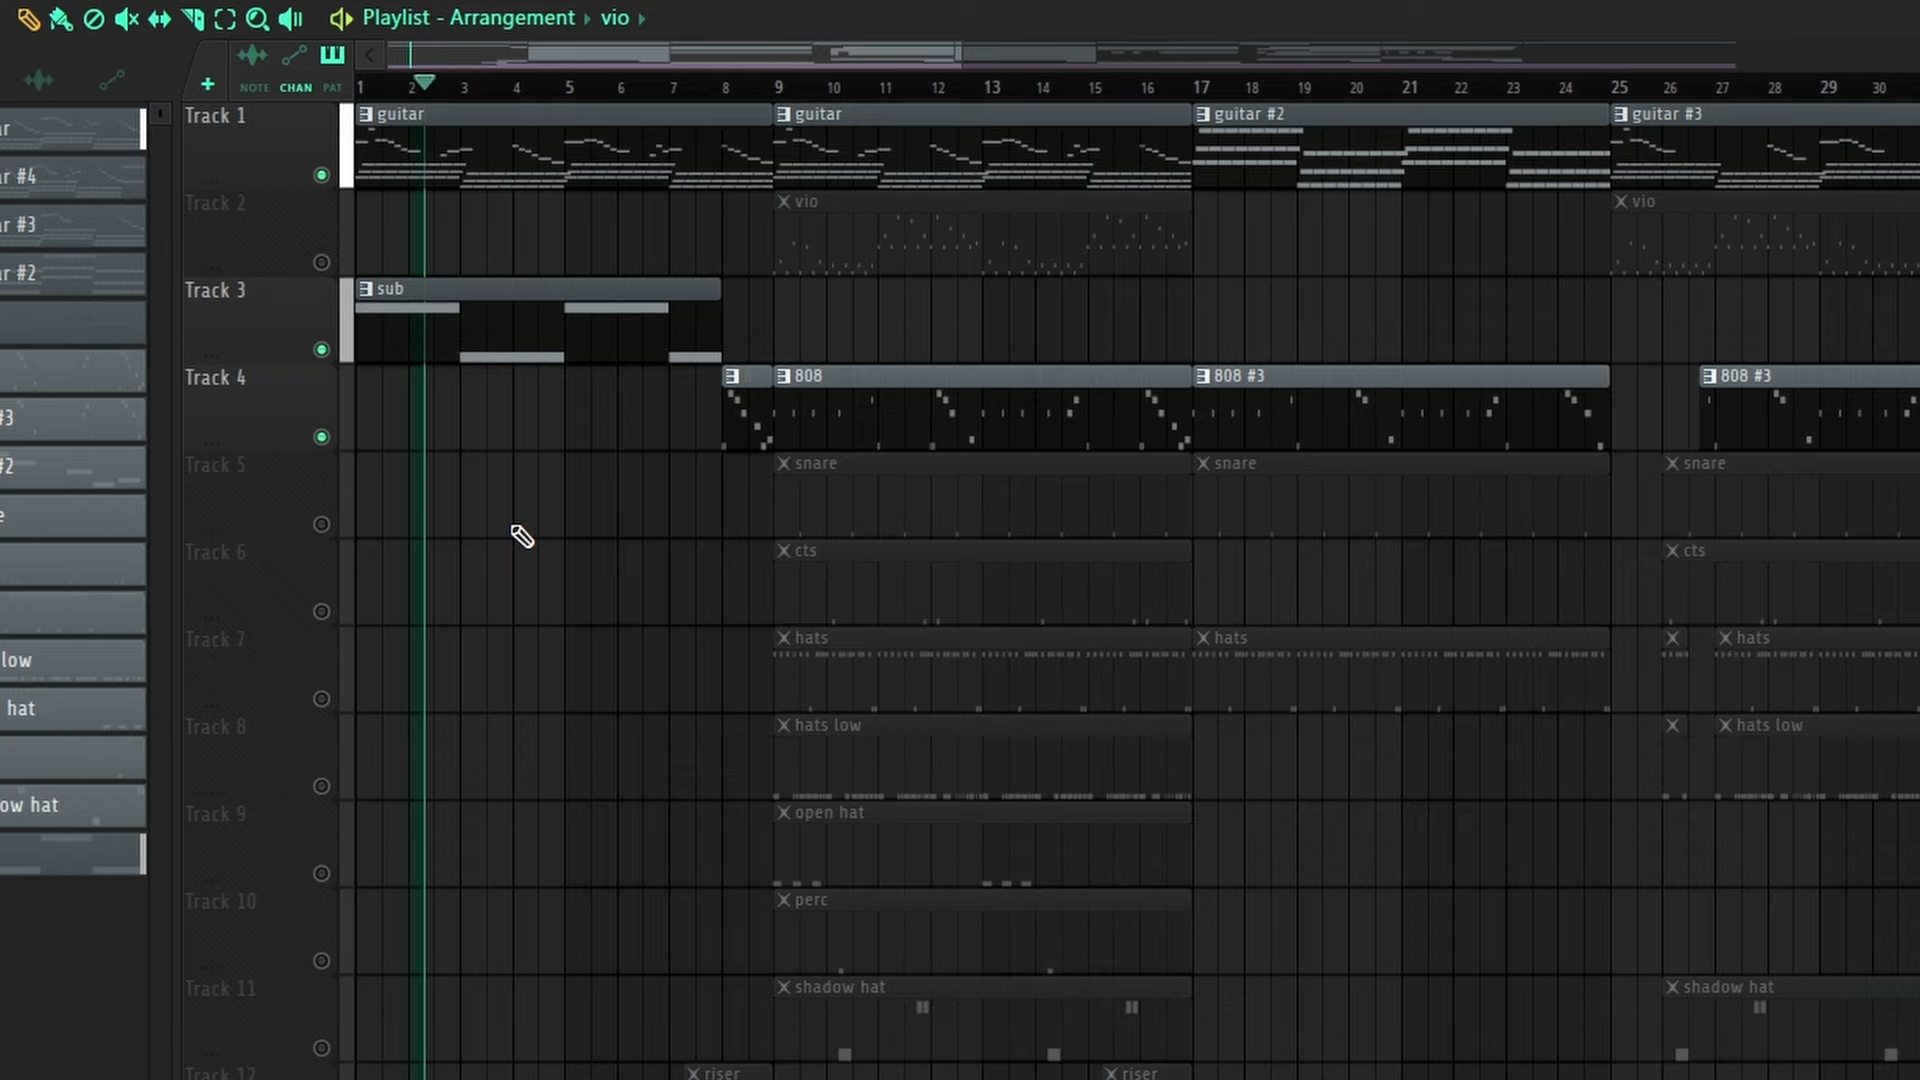 Playlist - Arrangement vio
NOTE CHAN PAT
1 2 3 4 5 6 7 8 9 10 11 12 13 14 15 16 17 18 19 20 21 22 23 24 25 26 27 28 29 30
Track 1 guitar guitar guitar #2 guitar #3
Track 2 vio vio
Track 3 sub
Track 4 808 808 #3 808 #3
Track 5 snare snare snare
Track 6 cts cts
Track 7 hats hats hats
Track 8 hats low hats low
Track 9 open hat
Track 10 perc
Track 11 shadow hat shadow hat
Track 12 riser riser
ar #4
ar #3
ar #2
#3
#2
e
low
hat
ow hat